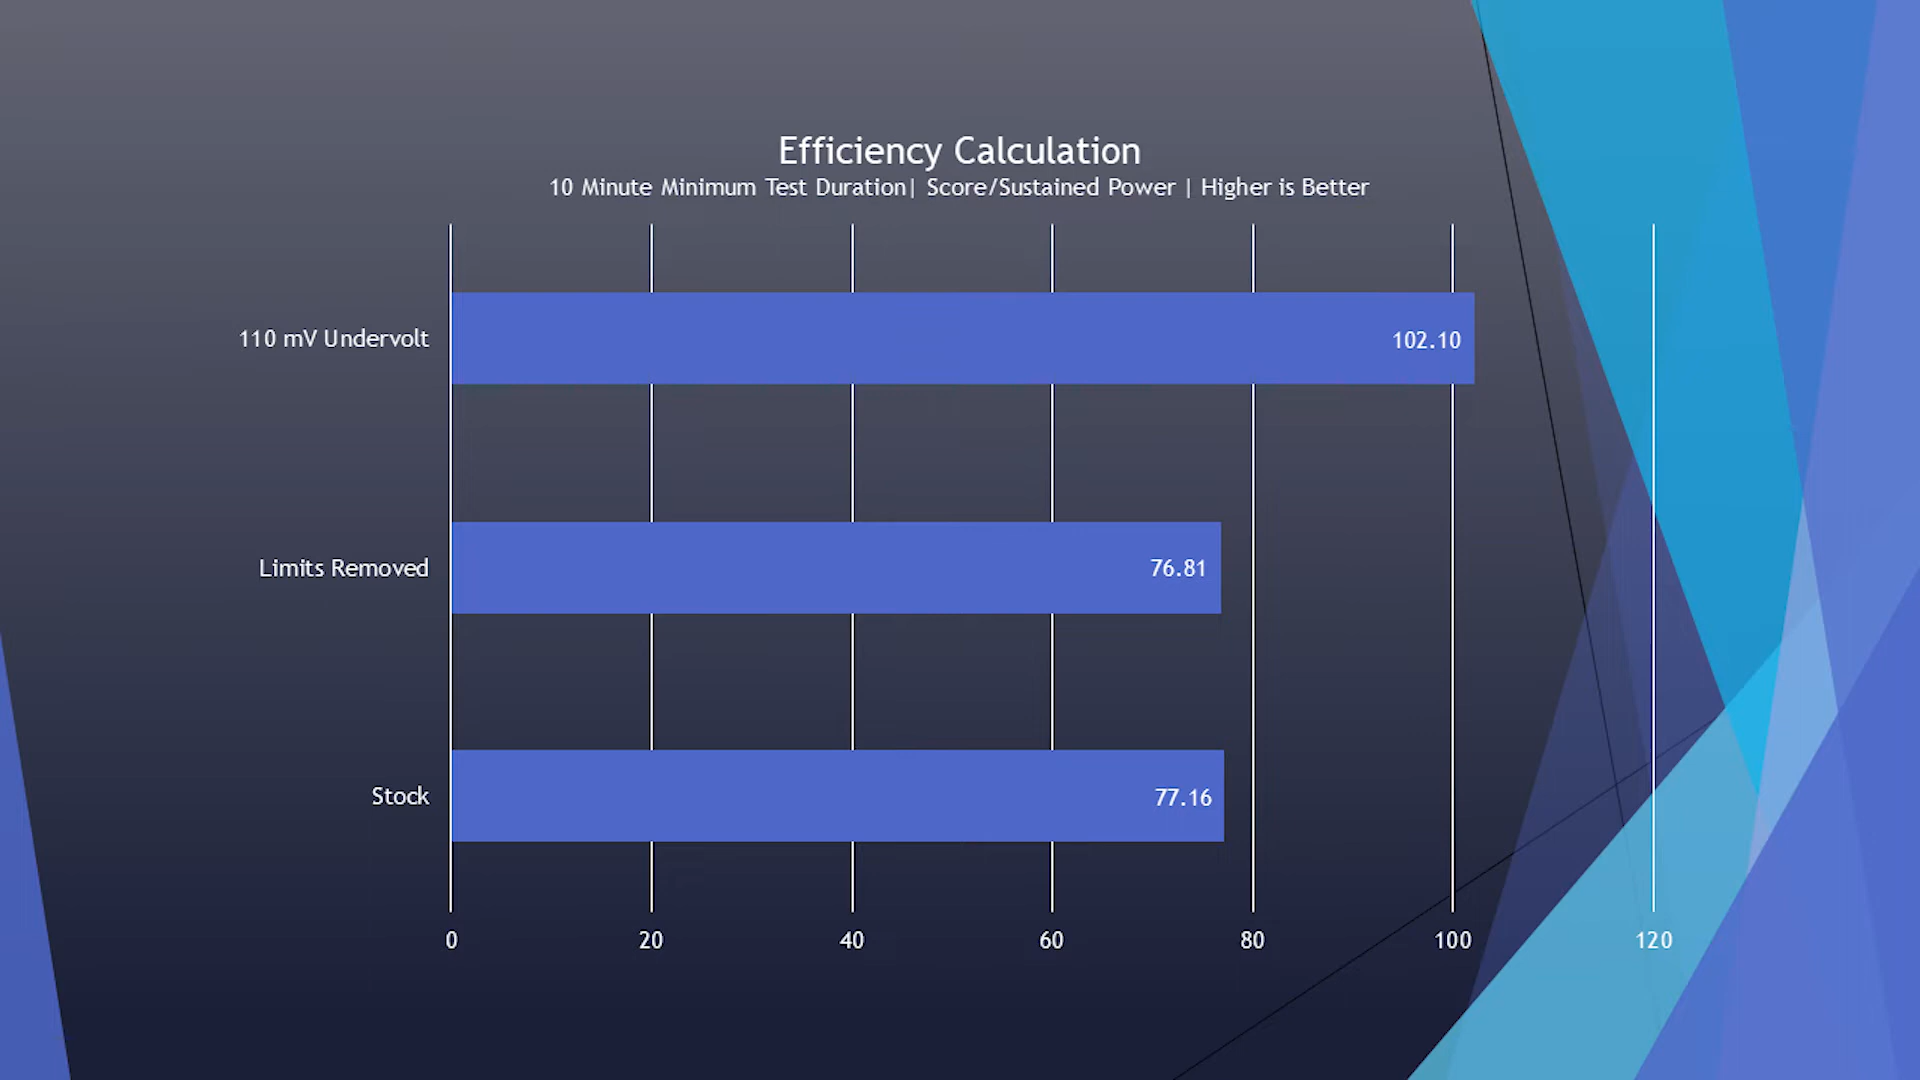 Efficiency Calculation
10 Minute Minimum Test Duration| Score/Sustained Power | Higher is Better
110 mV Undervolt
102.10
Limits Removed
76.81
Stock
77.16
0 20 40 60 80 100 120